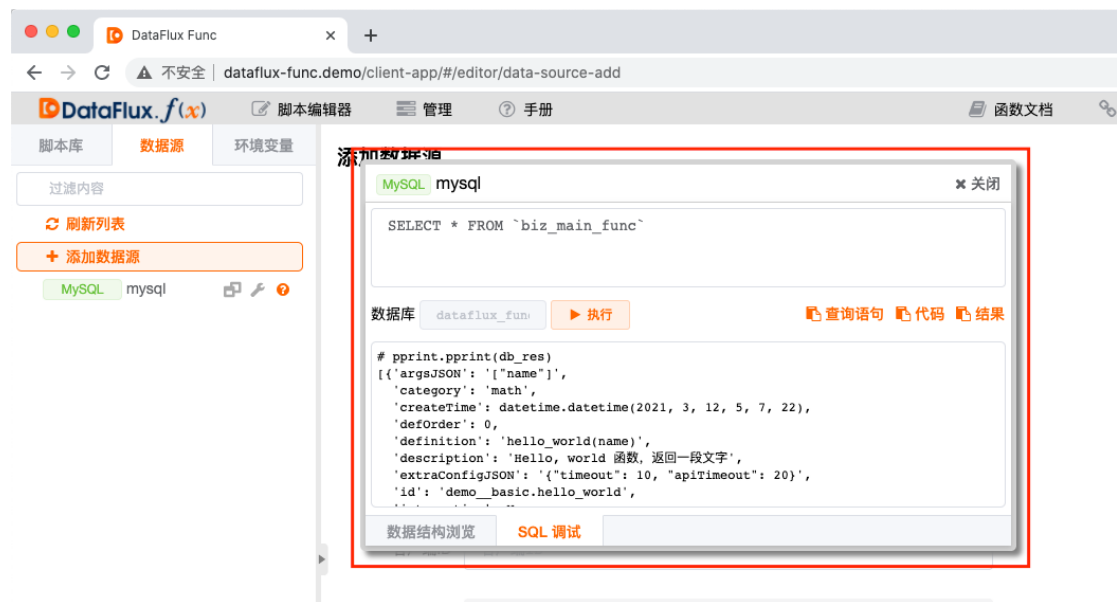 DataFlux Func
不安全 dataflux-func.demo/client-app/#/editor/data-source-add
DataFlux.f(x) 脚本编辑器 管理 手册 函数文档
脚本库 数据源 环境变量
添加数据源
过滤内容
MySQL mysql 关闭
刷新列表
SELECT * FROM `biz_main_func`
添加数据源
MySQL mysql
数据库 dataflux_fun 执行 查询语句 代码 结果
# pprint.pprint(db_res)
[{'argsJSON': '["name"]',
'category': 'math',
'createTime': datetime.datetime(2021, 3, 12, 5, 7, 22),
'defOrder': 0,
'definition': 'hello_world(name)',
'description': 'Hello, world 函数，返回一段文字',
'extraConfigJSON': '{"timeout": 10, "apiTimeout": 20}',
'id': 'demo__basic.hello_world',
数据结构浏览 SQL 调试